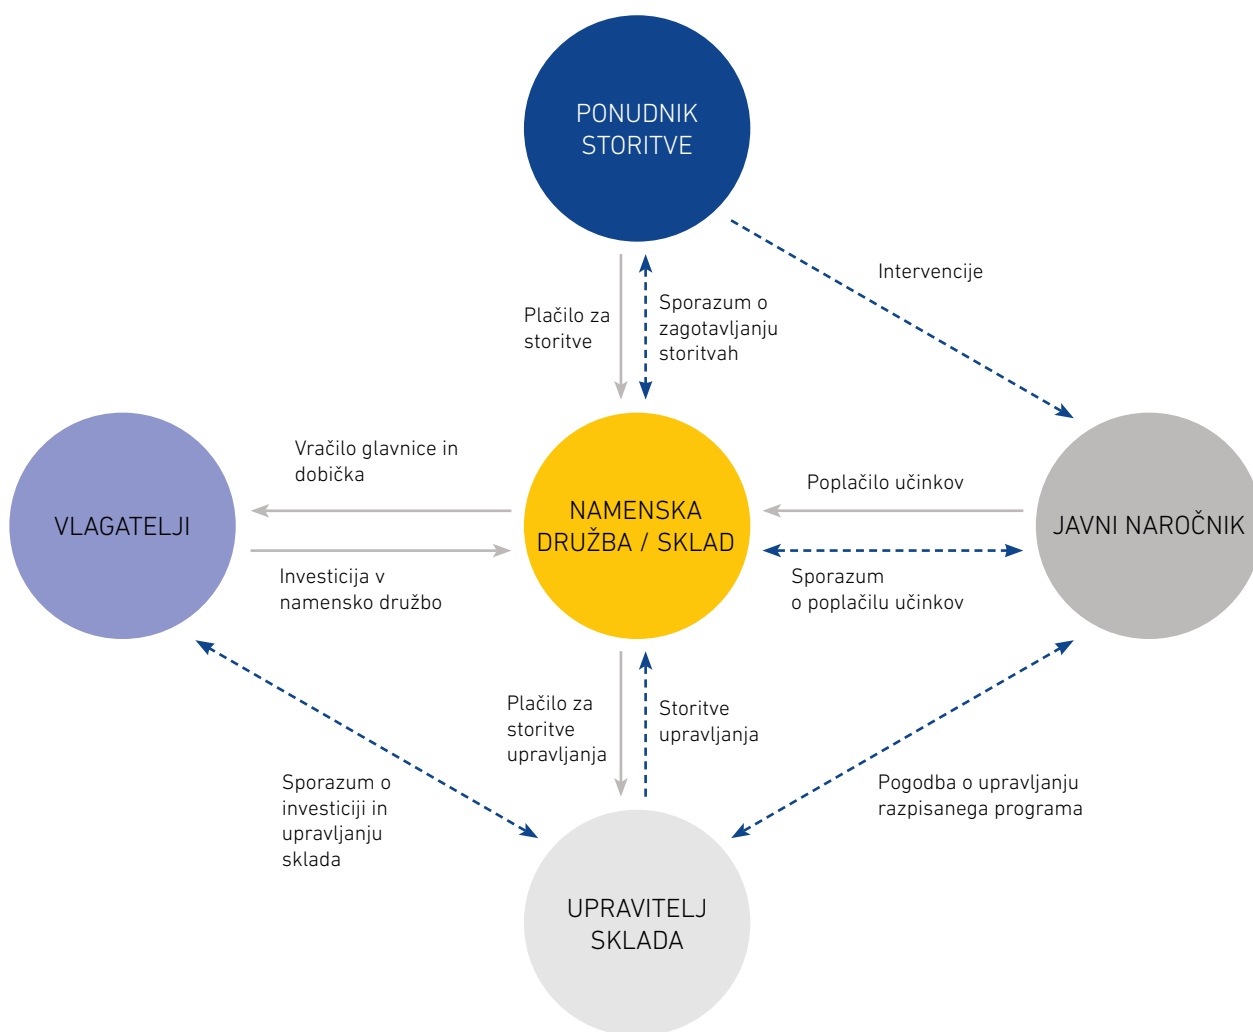 PONUDNIK
STORITVE
Intervencije
Plačilo za
storitve
Sporazum o
zagotavljanju
storitvah
Vračilo glavnice in
dobička
Poplačilo učinkov
VLAGATELJI
NAMENSKA
DRUŽBA / SKLAD
JAVNI NAROČNIK
Investicija v
namensko družbo
Sporazum
o poplačilu učinkov
Plačilo za
storitve
upravljanja
Storitve
upravljanja
Sporazum o
investiciji in
upravljanju
sklada
Pogodba o upravljanju
razpisanega programa
UPRAVITELJ
SKLADA